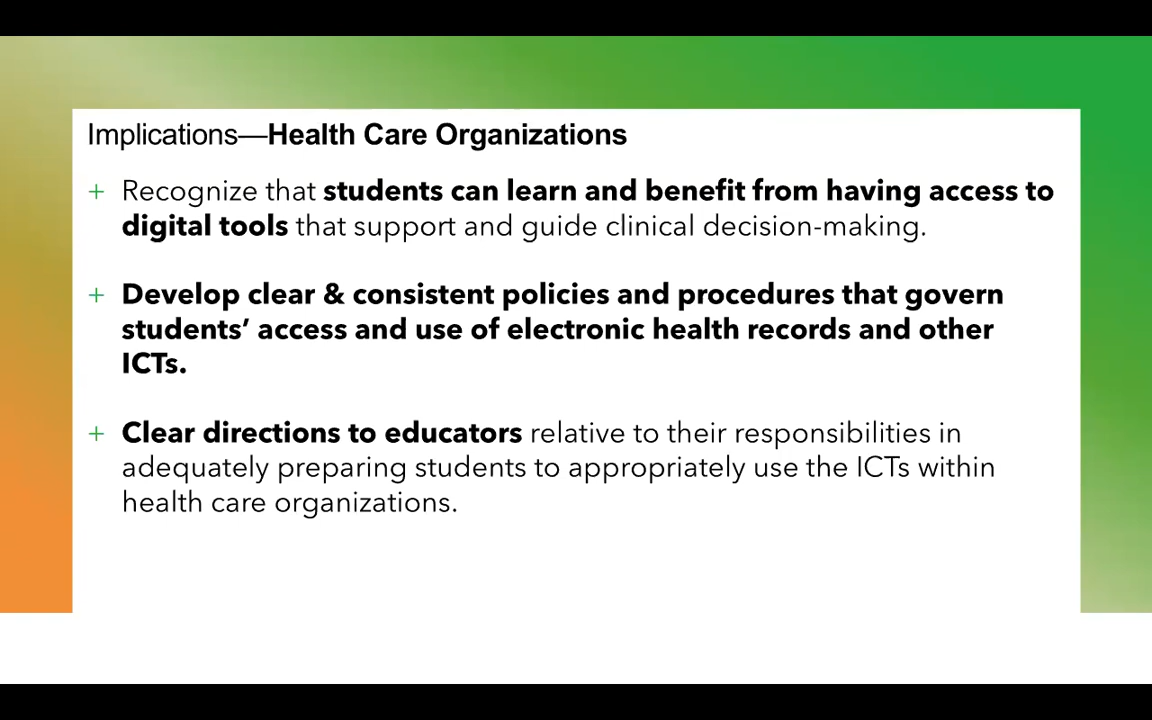 Implications—Health Care Organizations
+ Recognize that students can learn and benefit from having access to
digital tools that support and guide clinical decision-making.
+ Develop clear & consistent policies and procedures that govern
students’ access and use of electronic health records and other
ICTs.
+ Clear directions to educators relative to their responsibilities in
adequately preparing students to appropriately use the ICTs within
health care organizations.